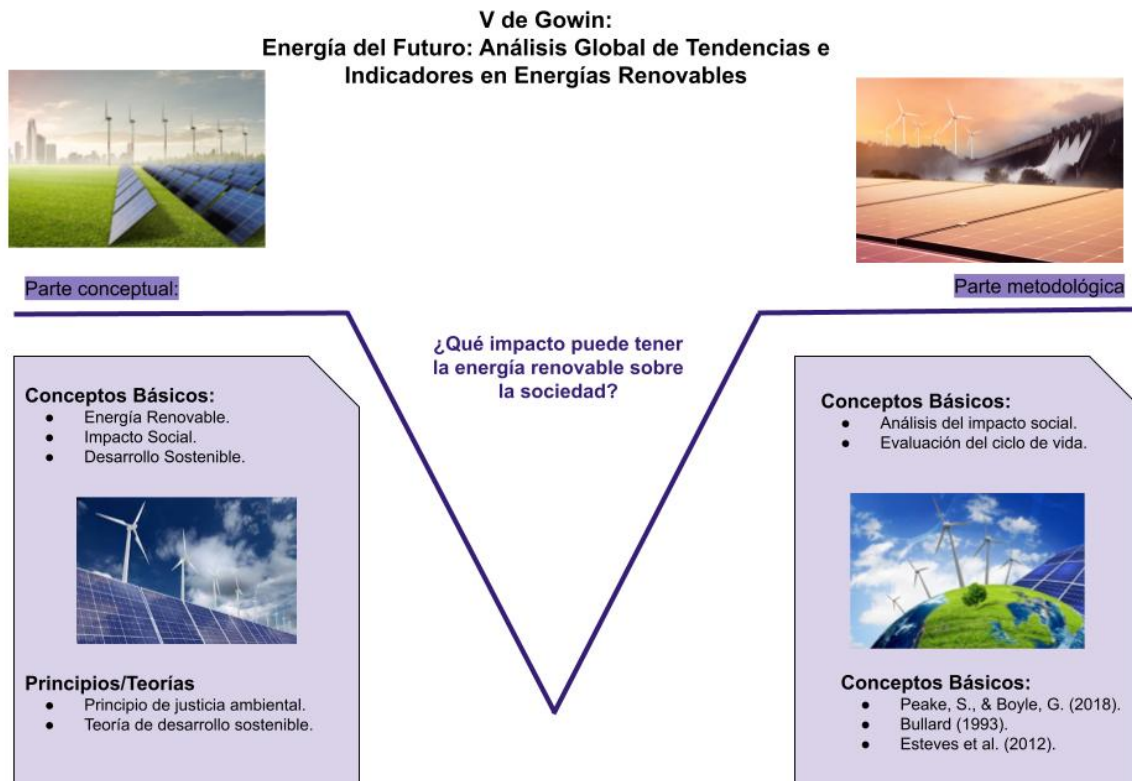 V de Gowin:
Energía del Futuro: Análisis Global de Tendencias e
Indicadores en Energías Renovables
Parte conceptual:
Parte metodológica
¿Qué impacto puede tener
la energía renovable sobre
la sociedad?
Conceptos Básicos:
● Energía Renovable.
● Impacto Social.
● Desarrollo Sostenible.
Principios/Teorías
● Principio de justicia ambiental.
● Teoría de desarrollo sostenible.
Conceptos Básicos:
● Análisis del impacto social.
● Evaluación del ciclo de vida.
Conceptos Básicos:
● Peake, S., & Boyle, G. (2018).
● Bullard (1993).
● Esteves et al. (2012).